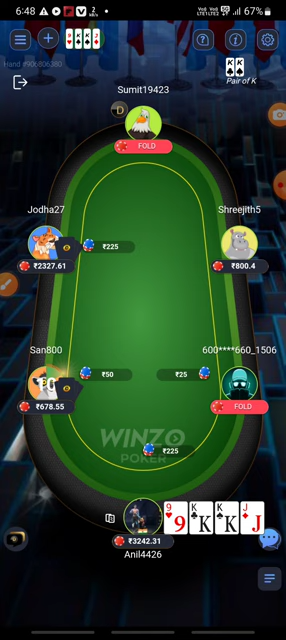 6:48
67%
Hand #906806380
K K
Pair of K
Sumit19423
D
FOLD
Jodha27
Shreejith5
₹225
₹2327.61
₹800.4
San800
600****660_1506
₹50
₹25
10
₹678.55
FOLD
WINZO
POKER
₹225
9 K K J
9 K K J
₹3242.31
Anil4426